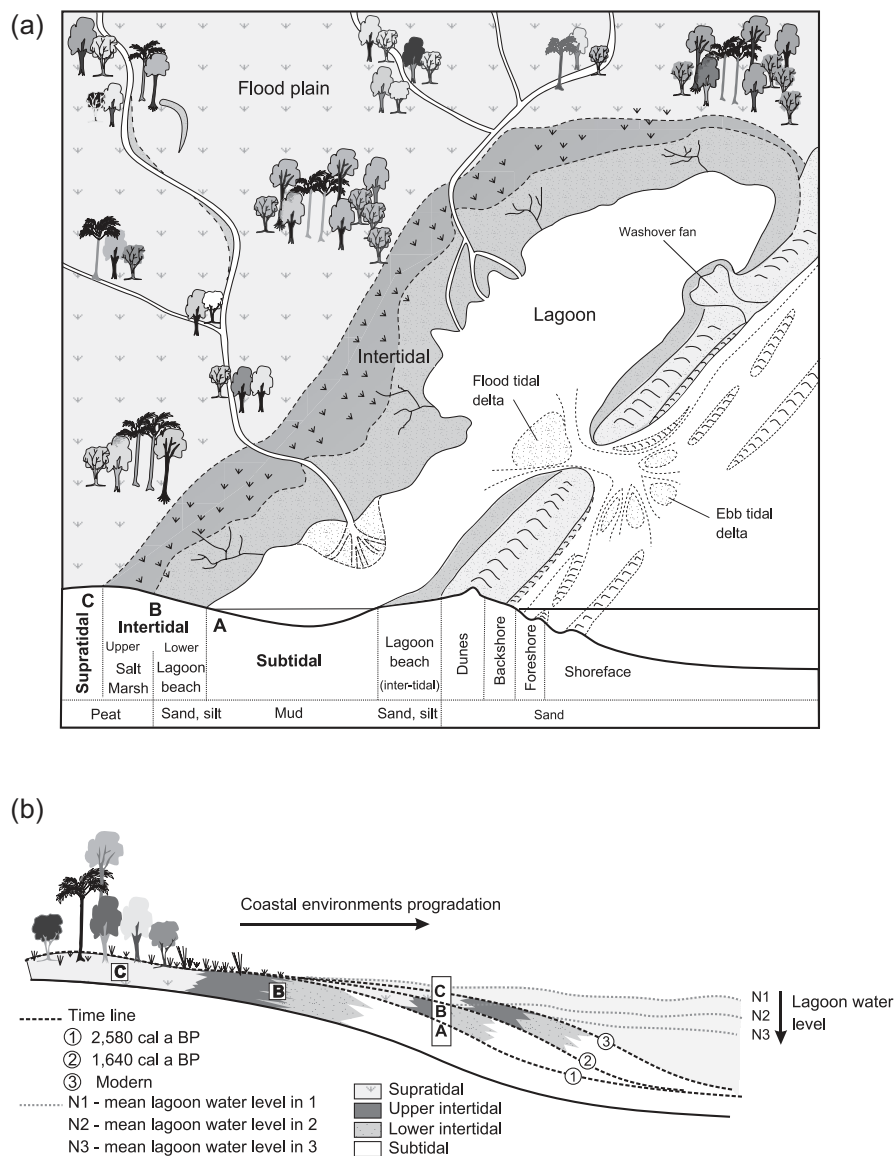 (a)
Flood plain
Washover fan
Lagoon
Intertidal
Flood tidal
delta
Ebb tidal
delta
C
Supratidal
B
Intertidal
A
Upper
Salt
Marsh
Lower
Lagoon
beach
Subtidal
Lagoon
beach
(inter-tidal)
Dunes
Backshore
Foreshore
Shoreface
Peat
Sand, silt
Mud
Sand, silt
Sand
(b)
Coastal environments progradation
C
B
C
B
A
N1
N2
N3
Lagoon water
level
3
2
1
Time line
1 2,580 cal a BP
2 1,640 cal a BP
3 Modern
N1 - mean lagoon water level in 1
N2 - mean lagoon water level in 2
N3 - mean lagoon water level in 3
Supratidal
Upper intertidal
Lower intertidal
Subtidal